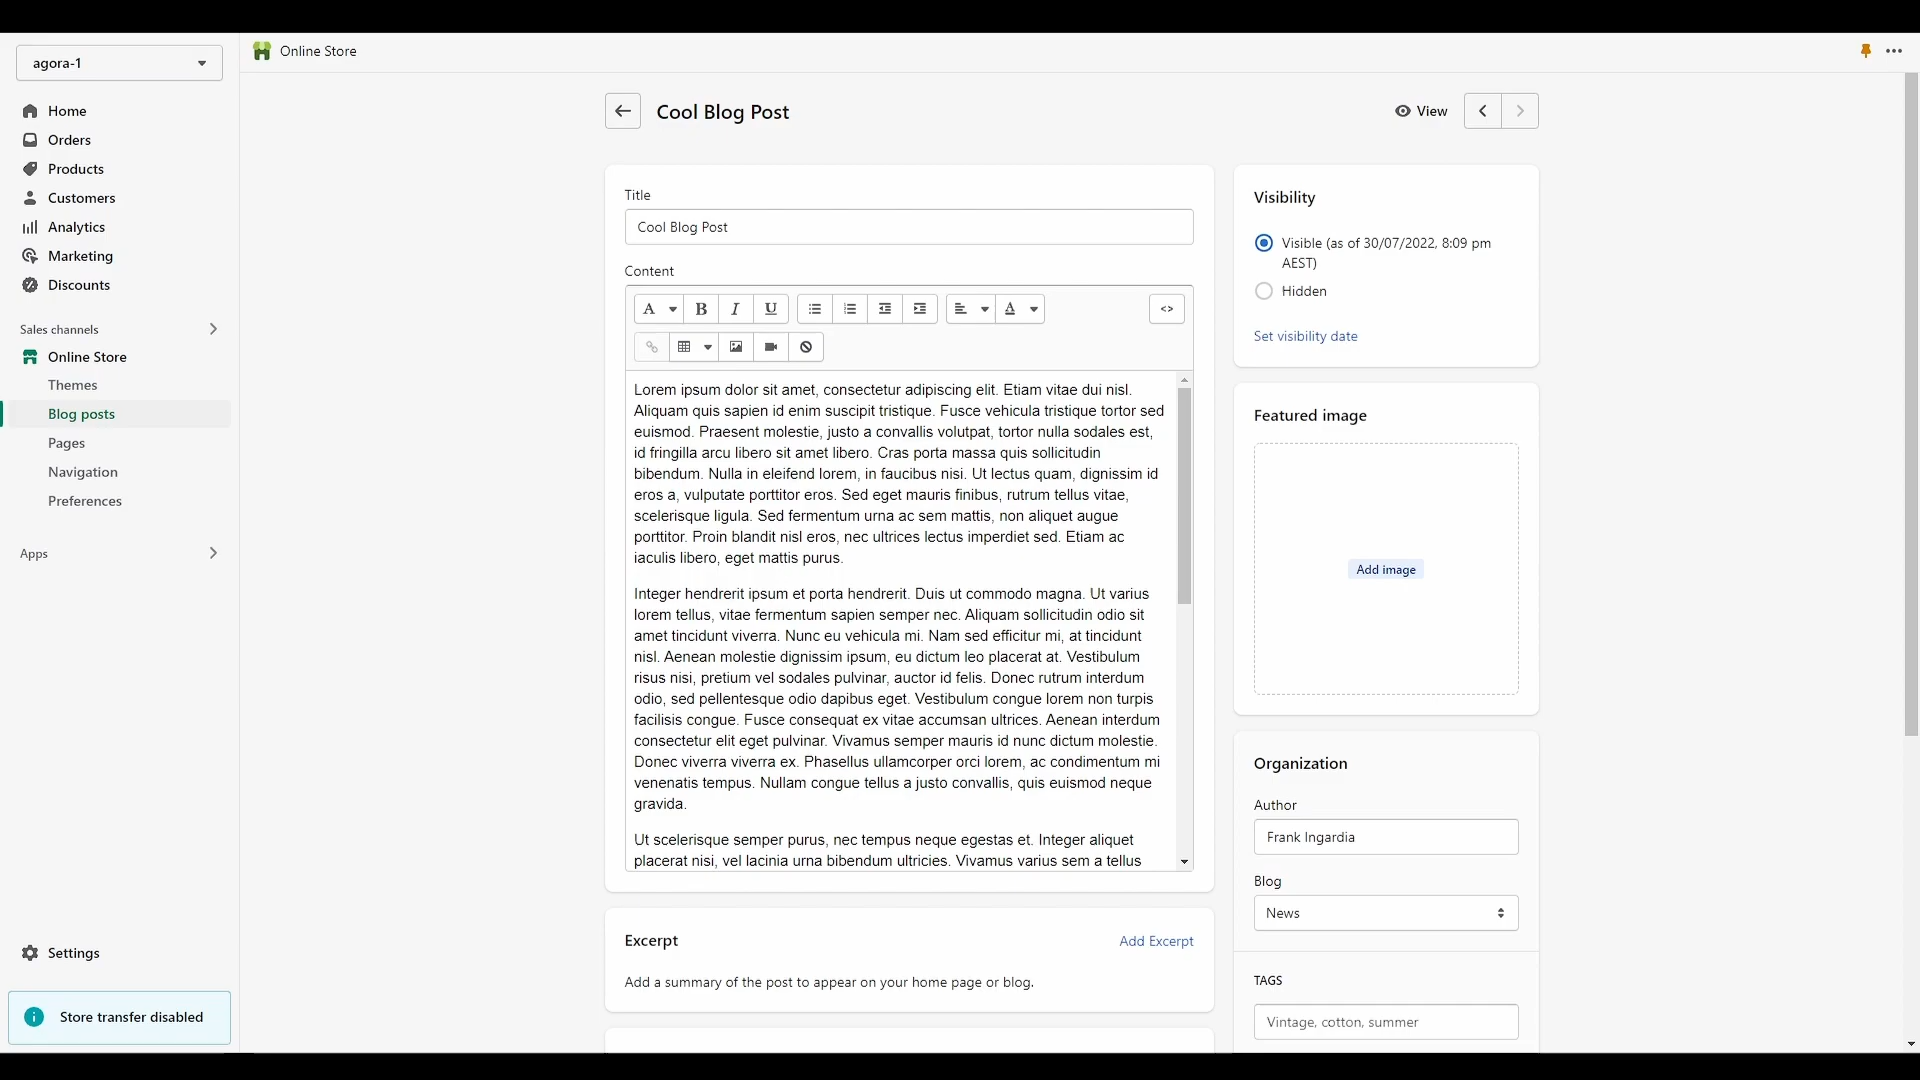 agora-1
Home
Orders
Products
Customers
Analytics
Marketing
Discounts
Sales channels
Online Store
Themes
Blog posts
Pages
Navigation
Preferences
Apps
Settings
Store transfer disabled
Online Store
Cool Blog Post
View
Title
Cool Blog Post
Content
A B I U A <>
Lorem ipsum dolor sit amet, consectetur adipiscing elit. Etiam vitae dui nisl.
Aliquam quis sapien id enim suscipit tristique. Fusce vehicula tristique tortor sed
euismod. Praesent molestie, justo a convallis volutpat, tortor nulla sodales est,
id fringilla arcu libero sit amet libero. Cras porta massa quis sollicitudin
bibendum. Nulla in eleifend lorem, in faucibus nisi. Ut lectus quam, dignissim id
eros a, vulputate porttitor eros. Sed eget mauris finibus, rutrum tellus vitae,
scelerisque ligula. Sed fermentum urna ac sem mattis, non aliquet augue
porttitor. Proin blandit nisl eros, nec ultrices lectus imperdiet sed. Etiam ac
iaculis libero, eget mattis purus.
Integer hendrerit ipsum et porta hendrerit. Duis ut commodo magna. Ut varius
lorem tellus, vitae fermentum sapien semper nec. Aliquam sollicitudin odio sit
amet tincidunt viverra. Nunc eu vehicula mi. Nam sed efficitur mi, at tincidunt
nisl. Aenean molestie dignissim ipsum, eu dictum leo placerat at. Vestibulum
risus nisi, pretium vel sodales pulvinar, auctor id felis. Donec rutrum interdum
odio, sed pellentesque odio dapibus eget. Vestibulum congue lorem non turpis
facilisis congue. Fusce consequat ex vitae accumsan ultrices. Aenean interdum
consectetur elit eget pulvinar. Vivamus semper mauris id nunc dictum molestie.
Donec viverra viverra ex. Phasellus ullamcorper orci lorem, ac condimentum mi
venenatis tempus. Nullam congue tellus a justo convallis, quis euismod neque
gravida.
Ut scelerisque semper purus, nec tempus neque egestas et. Integer aliquet
placerat nisi, vel lacinia urna bibendum ultricies. Vivamus varius sem a tellus
Excerpt
Add Excerpt
Add a summary of the post to appear on your home page or blog.
Visibility
Visible (as of 30/07/2022, 8:09 pm
AEST)
Hidden
Set visibility date
Featured image
Add image
Organization
Author
Frank Ingardia
Blog
News
TAGS
Vintage, cotton, summer